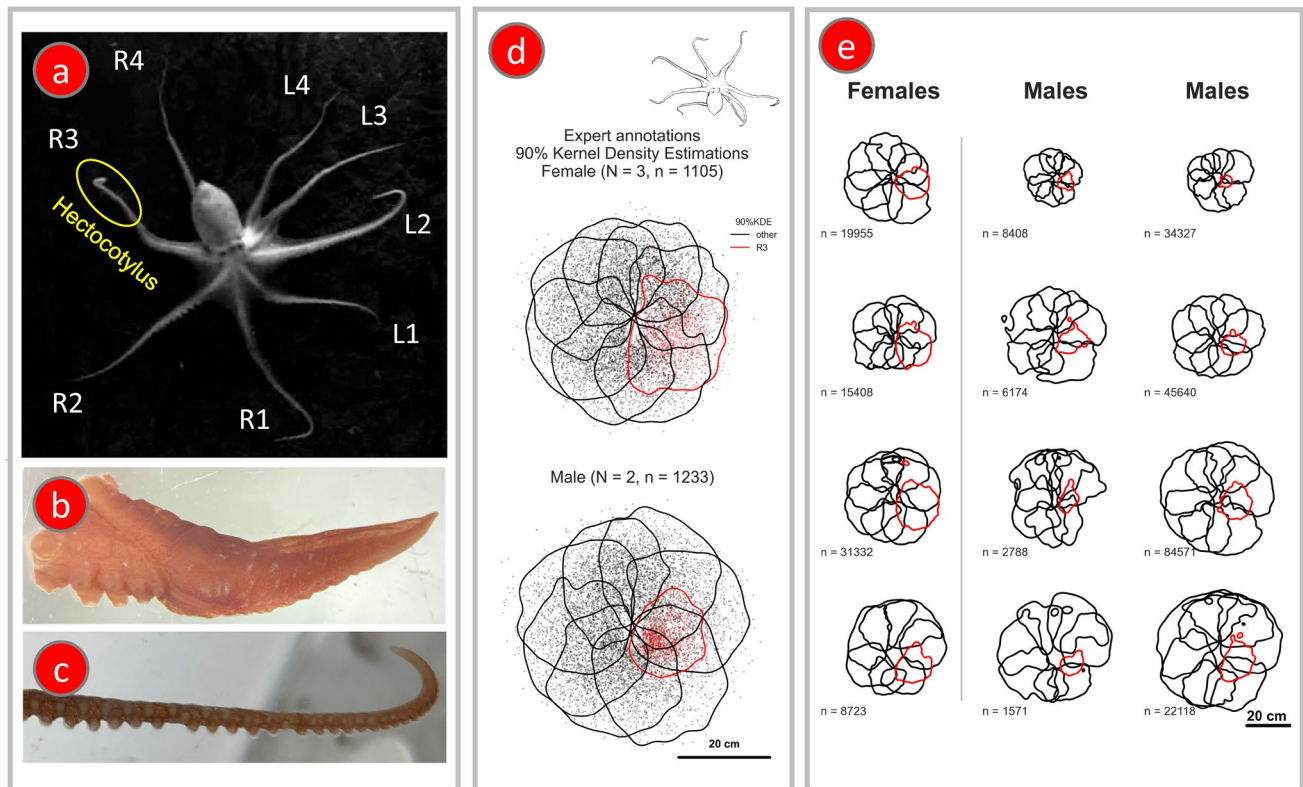 a
R4
L4
L3
R3
L2
Hectocotylus
L1
R2
R1
b
c
d
Expert annotations
90% Kernel Density Estimations
Female (N = 3, n = 1105)
90%KDE
other
R3
Male (N = 2, n = 1233)
20 cm
e
Females Males Males
n = 19955 n = 8408 n = 34327
n = 15408 n = 6174 n = 45640
n = 31332 n = 2788 n = 84571
n = 8723 n = 1571 n = 22118
20 cm